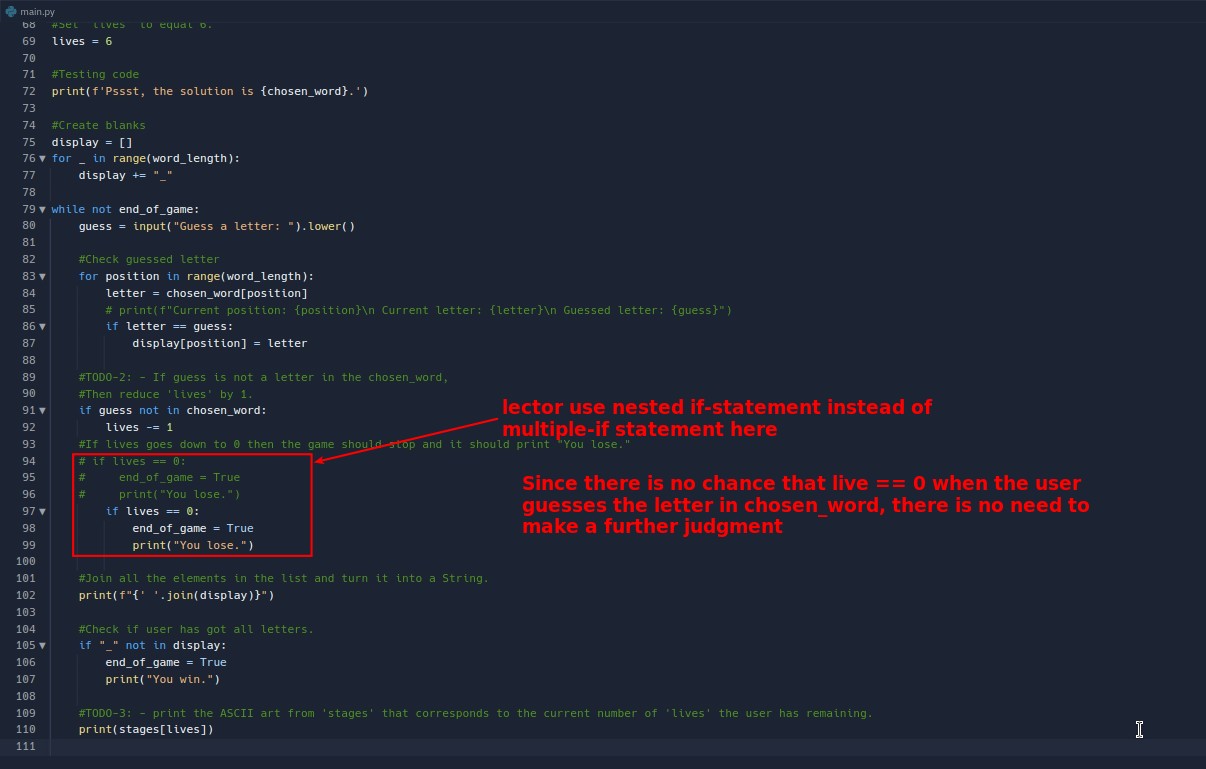 main.py
68 #Set 'lives' to equal 6.
69 lives = 6
70
71 #Testing code
72 print(f'Pssst, the solution is {chosen_word}.')
73
74 #Create blanks
75 display = []
76 for _ in range(word_length):
77     display += "_"
78
79 while not end_of_game:
80     guess = input("Guess a letter: ").lower()
81
82     #Check guessed letter
83     for position in range(word_length):
84         letter = chosen_word[position]
85         # print(f"Current position: {position}\n Current letter: {letter}\n Guessed letter: {guess}")
86         if letter == guess:
87             display[position] = letter
88
89     #TODO-2: - If guess is not a letter in the chosen_word,
90     #Then reduce 'lives' by 1.
91     if guess not in chosen_word:
92         lives -= 1
93     #If lives goes down to 0 then the game should stop and it should print "You lose."
94     # if lives == 0:
95     #     end_of_game = True
96     #     print("You lose.")
97         if lives == 0:
98             end_of_game = True
99             print("You lose.")
lector use nested if-statement instead of
multiple-if statement here
Since there is no chance that live == 0 when the user
guesses the letter in chosen_word, there is no need to
make a further judgment
100
101     #Join all the elements in the list and turn it into a String.
102     print(f"{' '.join(display)}")
103
104     #Check if user has got all letters.
105     if "_" not in display:
106         end_of_game = True
107         print("You win.")
108
109     #TODO-3: - print the ASCII art from 'stages' that corresponds to the current number of 'lives' the user has remaining.
110     print(stages[lives])
111